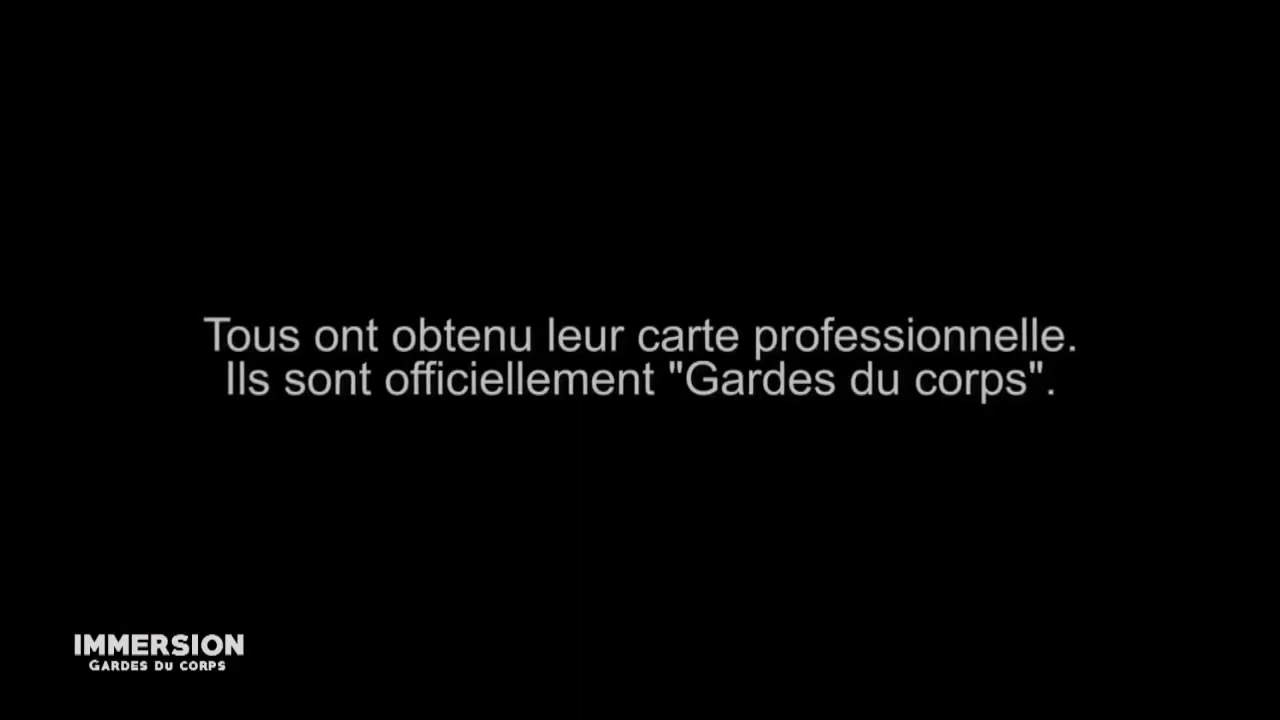 Tous ont obtenu leur carte professionnelle.
Ils sont officiellement "Gardes du corps".
IMMERSION
GARDES DU CORPS